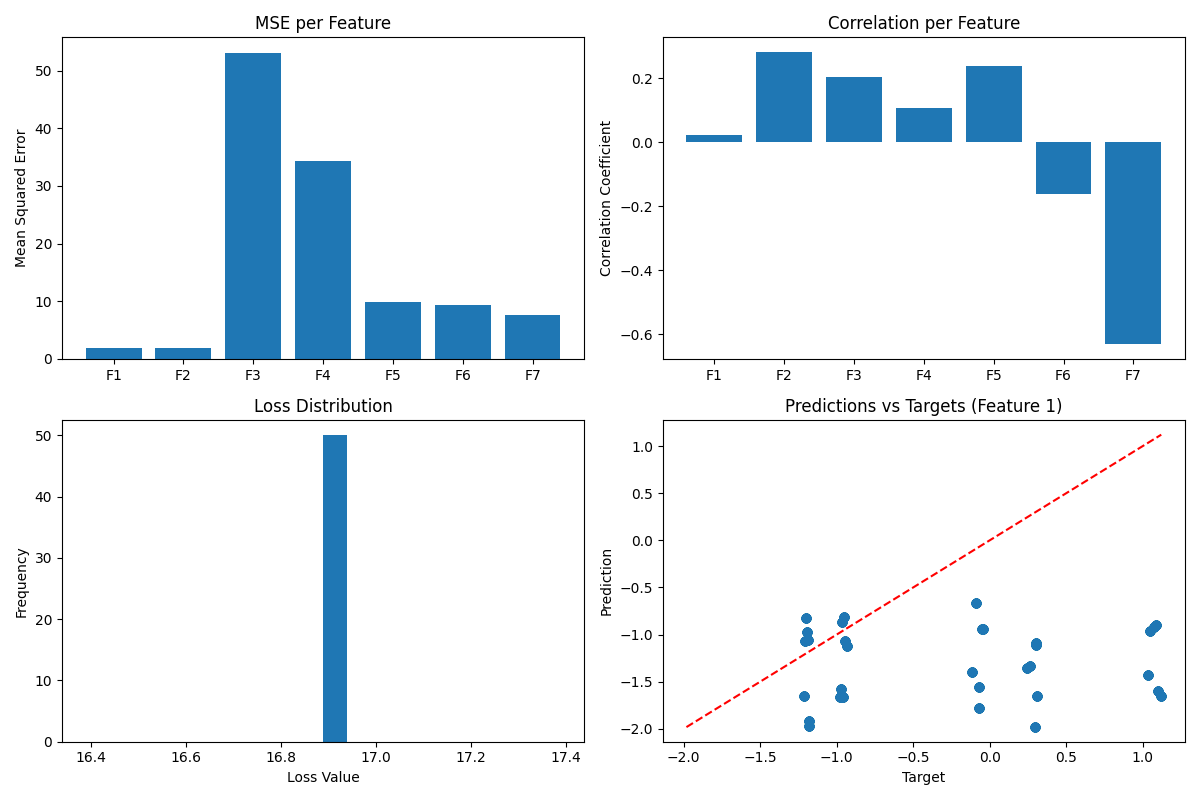 MSE per Feature
Mean Squared Error
50
40
30
20
10
0
F1 F2 F3 F4 F5 F6 F7
Correlation per Feature
Correlation Coefficient
0.2
0.0
−0.2
−0.4
−0.6
F1 F2 F3 F4 F5 F6 F7
Loss Distribution
Frequency
50
40
30
20
10
0
16.4 16.6 16.8 17.0 17.2 17.4
Loss Value
Predictions vs Targets (Feature 1)
Prediction
1.0
0.5
0.0
−0.5
−1.0
−1.5
−2.0
−2.0 −1.5 −1.0 −0.5 0.0 0.5 1.0
Target